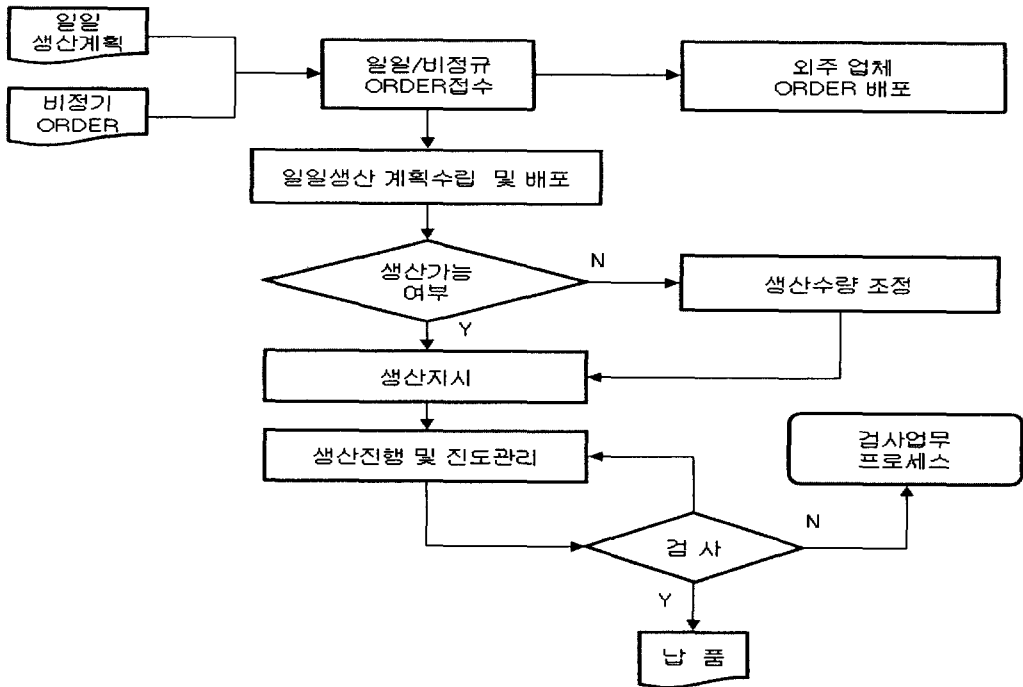 일일
생산계획
비정기
ORDER
일일/비정규
ORDER접수
외주 업체
ORDER 배포
일일생산 계획수립 및 배포
생산가능
여부
N
생산수량 조정
Y
생산지시
생산진행 및 진도관리
검사업무
프로세스
검 사
N
Y
납 품